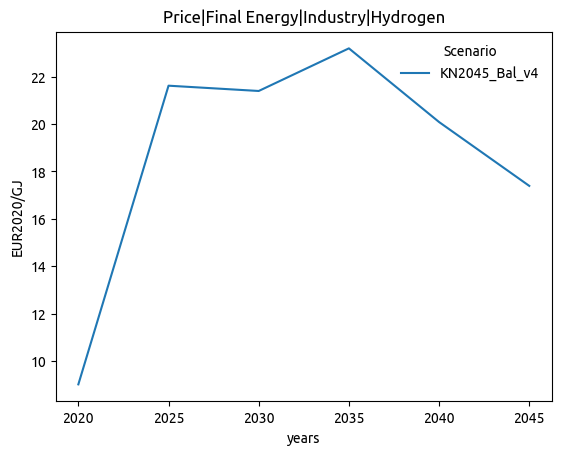 Price|Final Energy|Industry|Hydrogen
Scenario
KN2045_Bal_v4
22
20
18
16
14
12
10
EUR2020/GJ
2020 2025 2030 2035 2040 2045
years